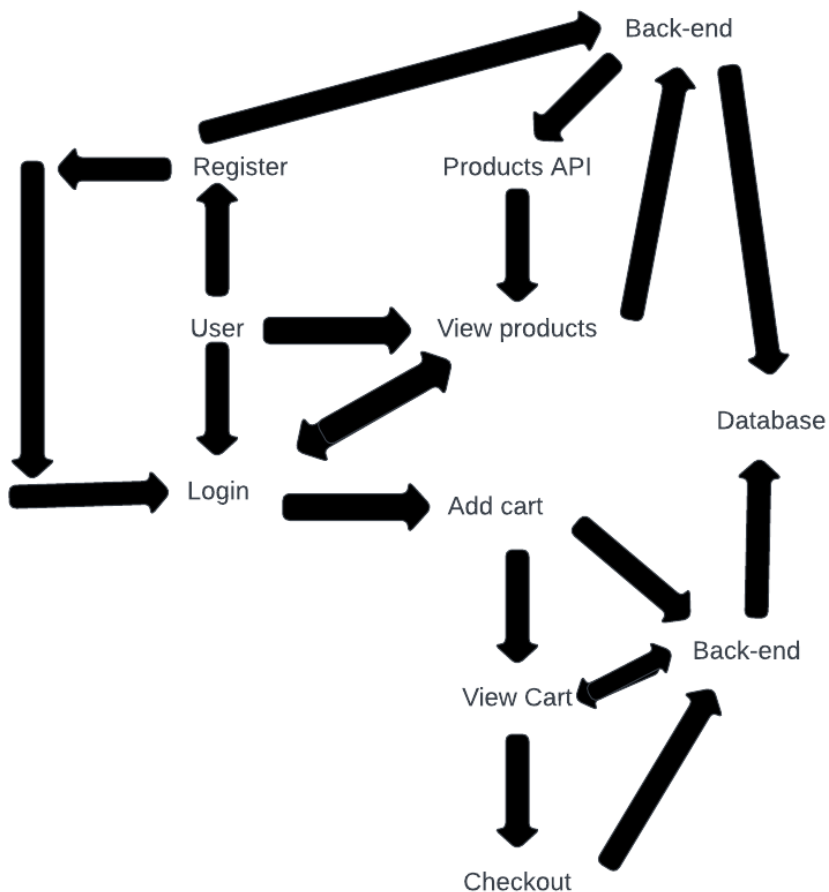 Back-end
Register
Products API
User
View products
Database
Login
Add cart
Back-end
View Cart
Checkout